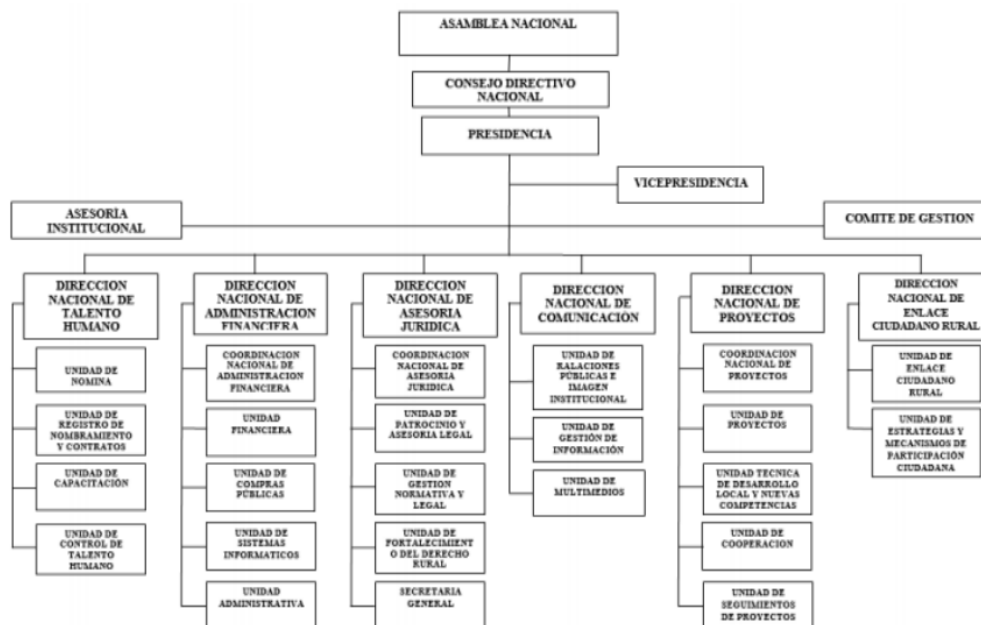 ASAMBLEA NACIONAL
CONSEJO DIRECTIVO
NACIONAL
PRESIDENCIA
VICEPRESIDENCIA
ASESORÍA
INSTITUCIONAL
COMITE DE GESTION
DIRECCION
NACIONAL DE
TALENTO
HUMANO
UNIDAD DE
NOMINA
UNIDAD DE
REGISTRO DE
NOMBRAMIENTO
Y CONTRATOS
UNIDAD DE
CAPACITACIÓN
UNIDAD DE
CONTROL DE
TALENTO
HUMANO
DIRECCION
NACIONAL DE
ADMINISTRACION
FINANCIERA
COORDINACION
NACIONAL DE
ADMINISTRACION
FINANCIERA
UNIDAD
FINANCIERA
UNIDAD DE
COMPRAS
PÚBLICAS
UNIDAD DE
SISTEMAS
INFORMATICOS
UNIDAD
ADMINISTRATIVA
DIRECCION
NACIONAL DE
ASESORIA
JURIDICA
COORDINACION
NACIONAL DE
ASESORIA
JURIDICA
UNIDAD DE
PATROCINIO Y
ASESORIA LEGAL
UNIDAD DE
GESTION
NORMATIVA Y
LEGAL
UNIDAD DE
FORTALECIMIENT
O DEL DERECHO
RURAL
SECRETARIA
GENERAL
DIRECCION
NACIONAL DE
COMUNICACIÓN
UNIDAD DE
RALACIONES
PÚBLICAS E
IMAGEN
INSTITUCIONAL
UNIDAD DE
GESTIÓN DE
INFORMACIÓN
UNIDAD DE
MULTIMEDIOS
DIRECCION
NACIONAL DE
PROYECTOS
COORDINACION
NACIONAL DE
PROYECTOS
UNIDAD DE
PROYECTOS
UNIDAD TECNICA
DE DESARROLLO
LOCAL Y NUEVAS
COMPETENCIAS
UNIDAD DE
COOPERACION
UNIDAD DE
SEGUIMIENTOS
DE PROYECTOS
DIRECCION
NACIONAL DE
ENLACE
CIUDADANO RURAL
UNIDAD DE
ENLACE
CIUDADANO
RURAL
UNIDAD DE
ESTRATEGIAS Y
MECANISMOS DE
PARTICIPACIÓN
CIUDADANA